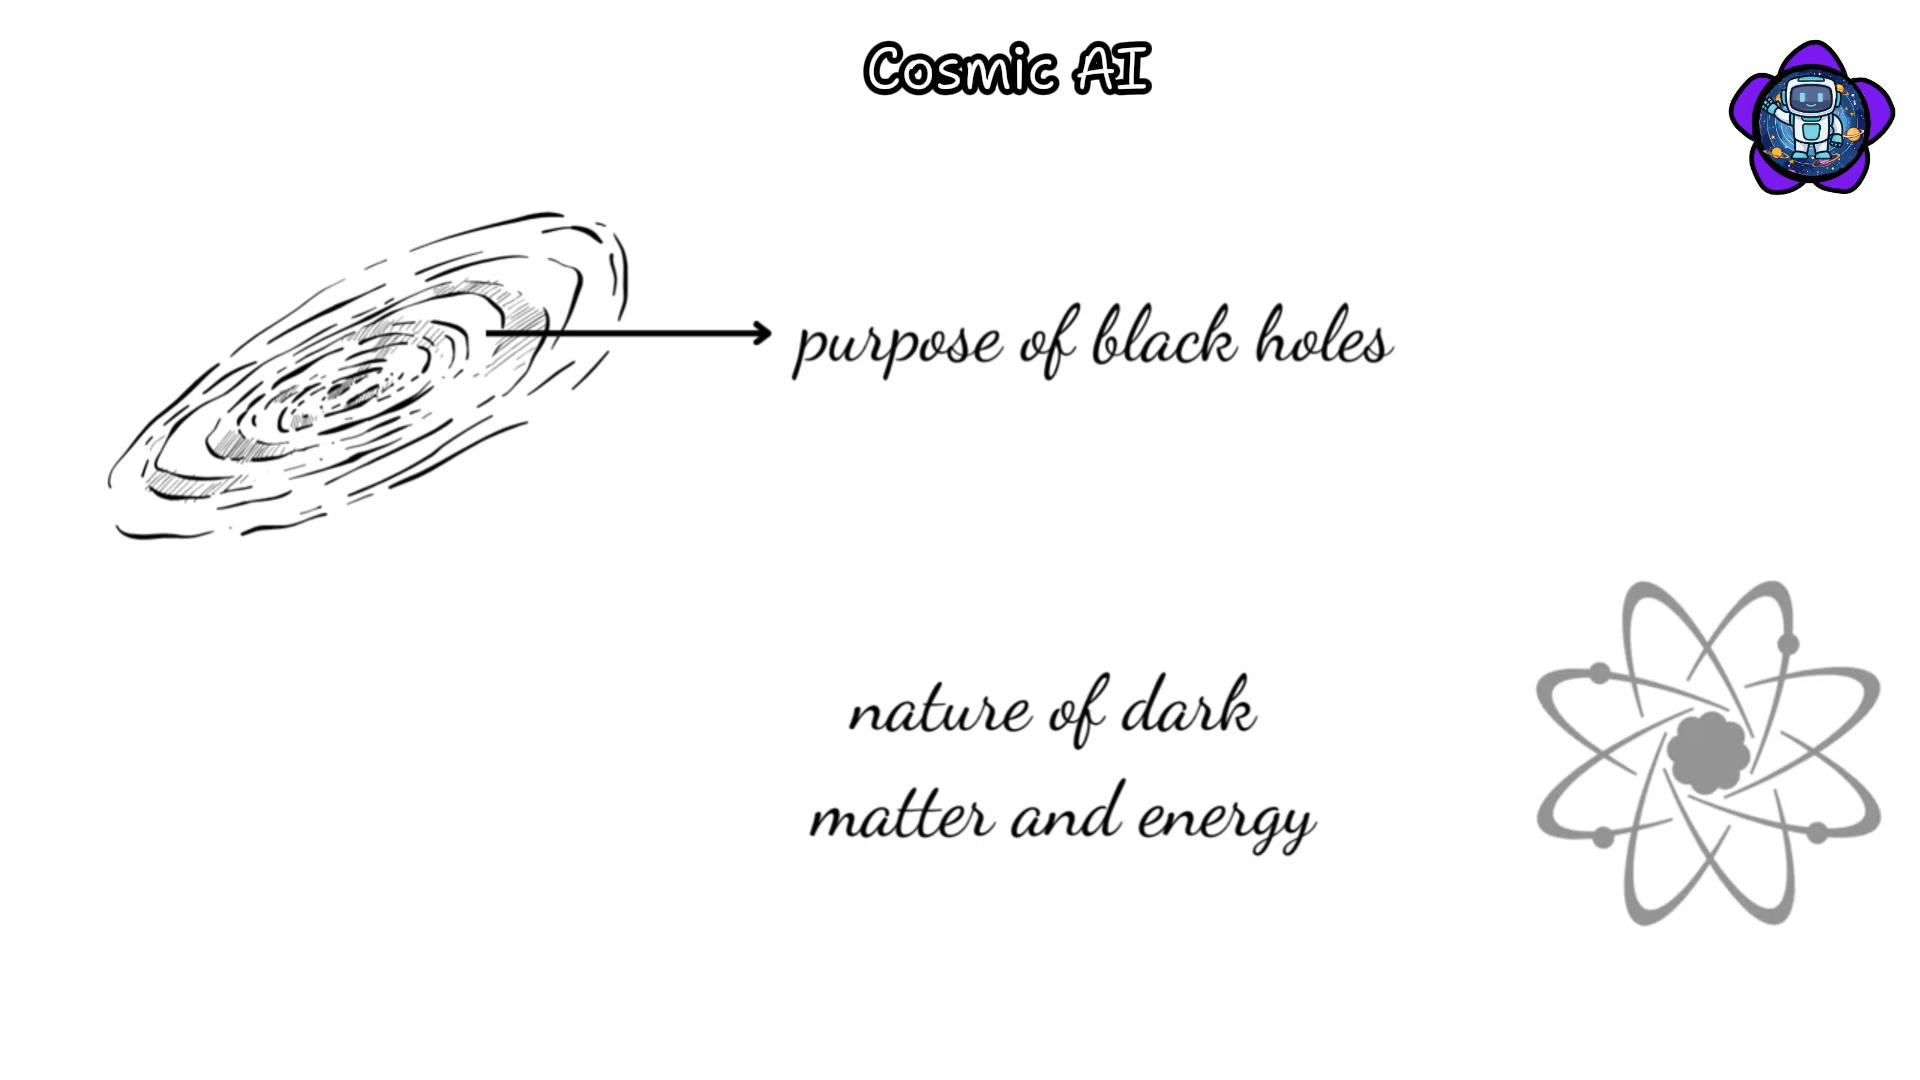 Cosmic AI
purpose of black holes
nature of dark
matter and energy